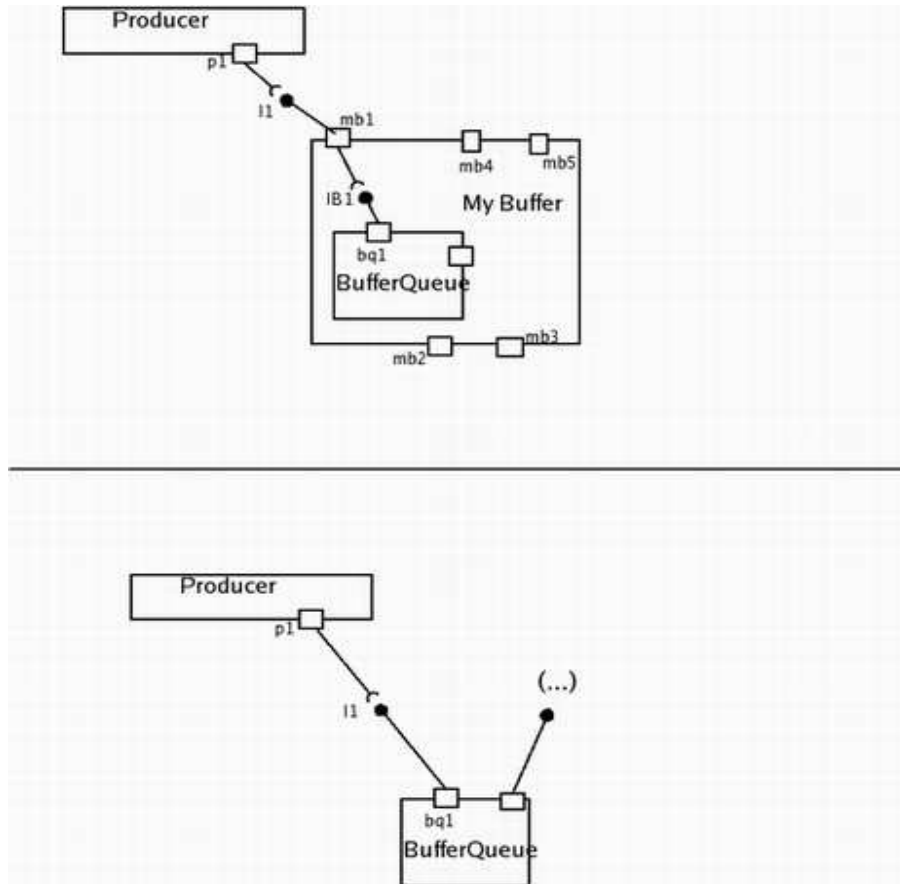 Producer
p1
I1
mb1
mb4
mb5
IB1
My Buffer
bq1
BufferQueue
mb2
mb3
Producer
p1
(...)
I1
bq1
BufferQueue